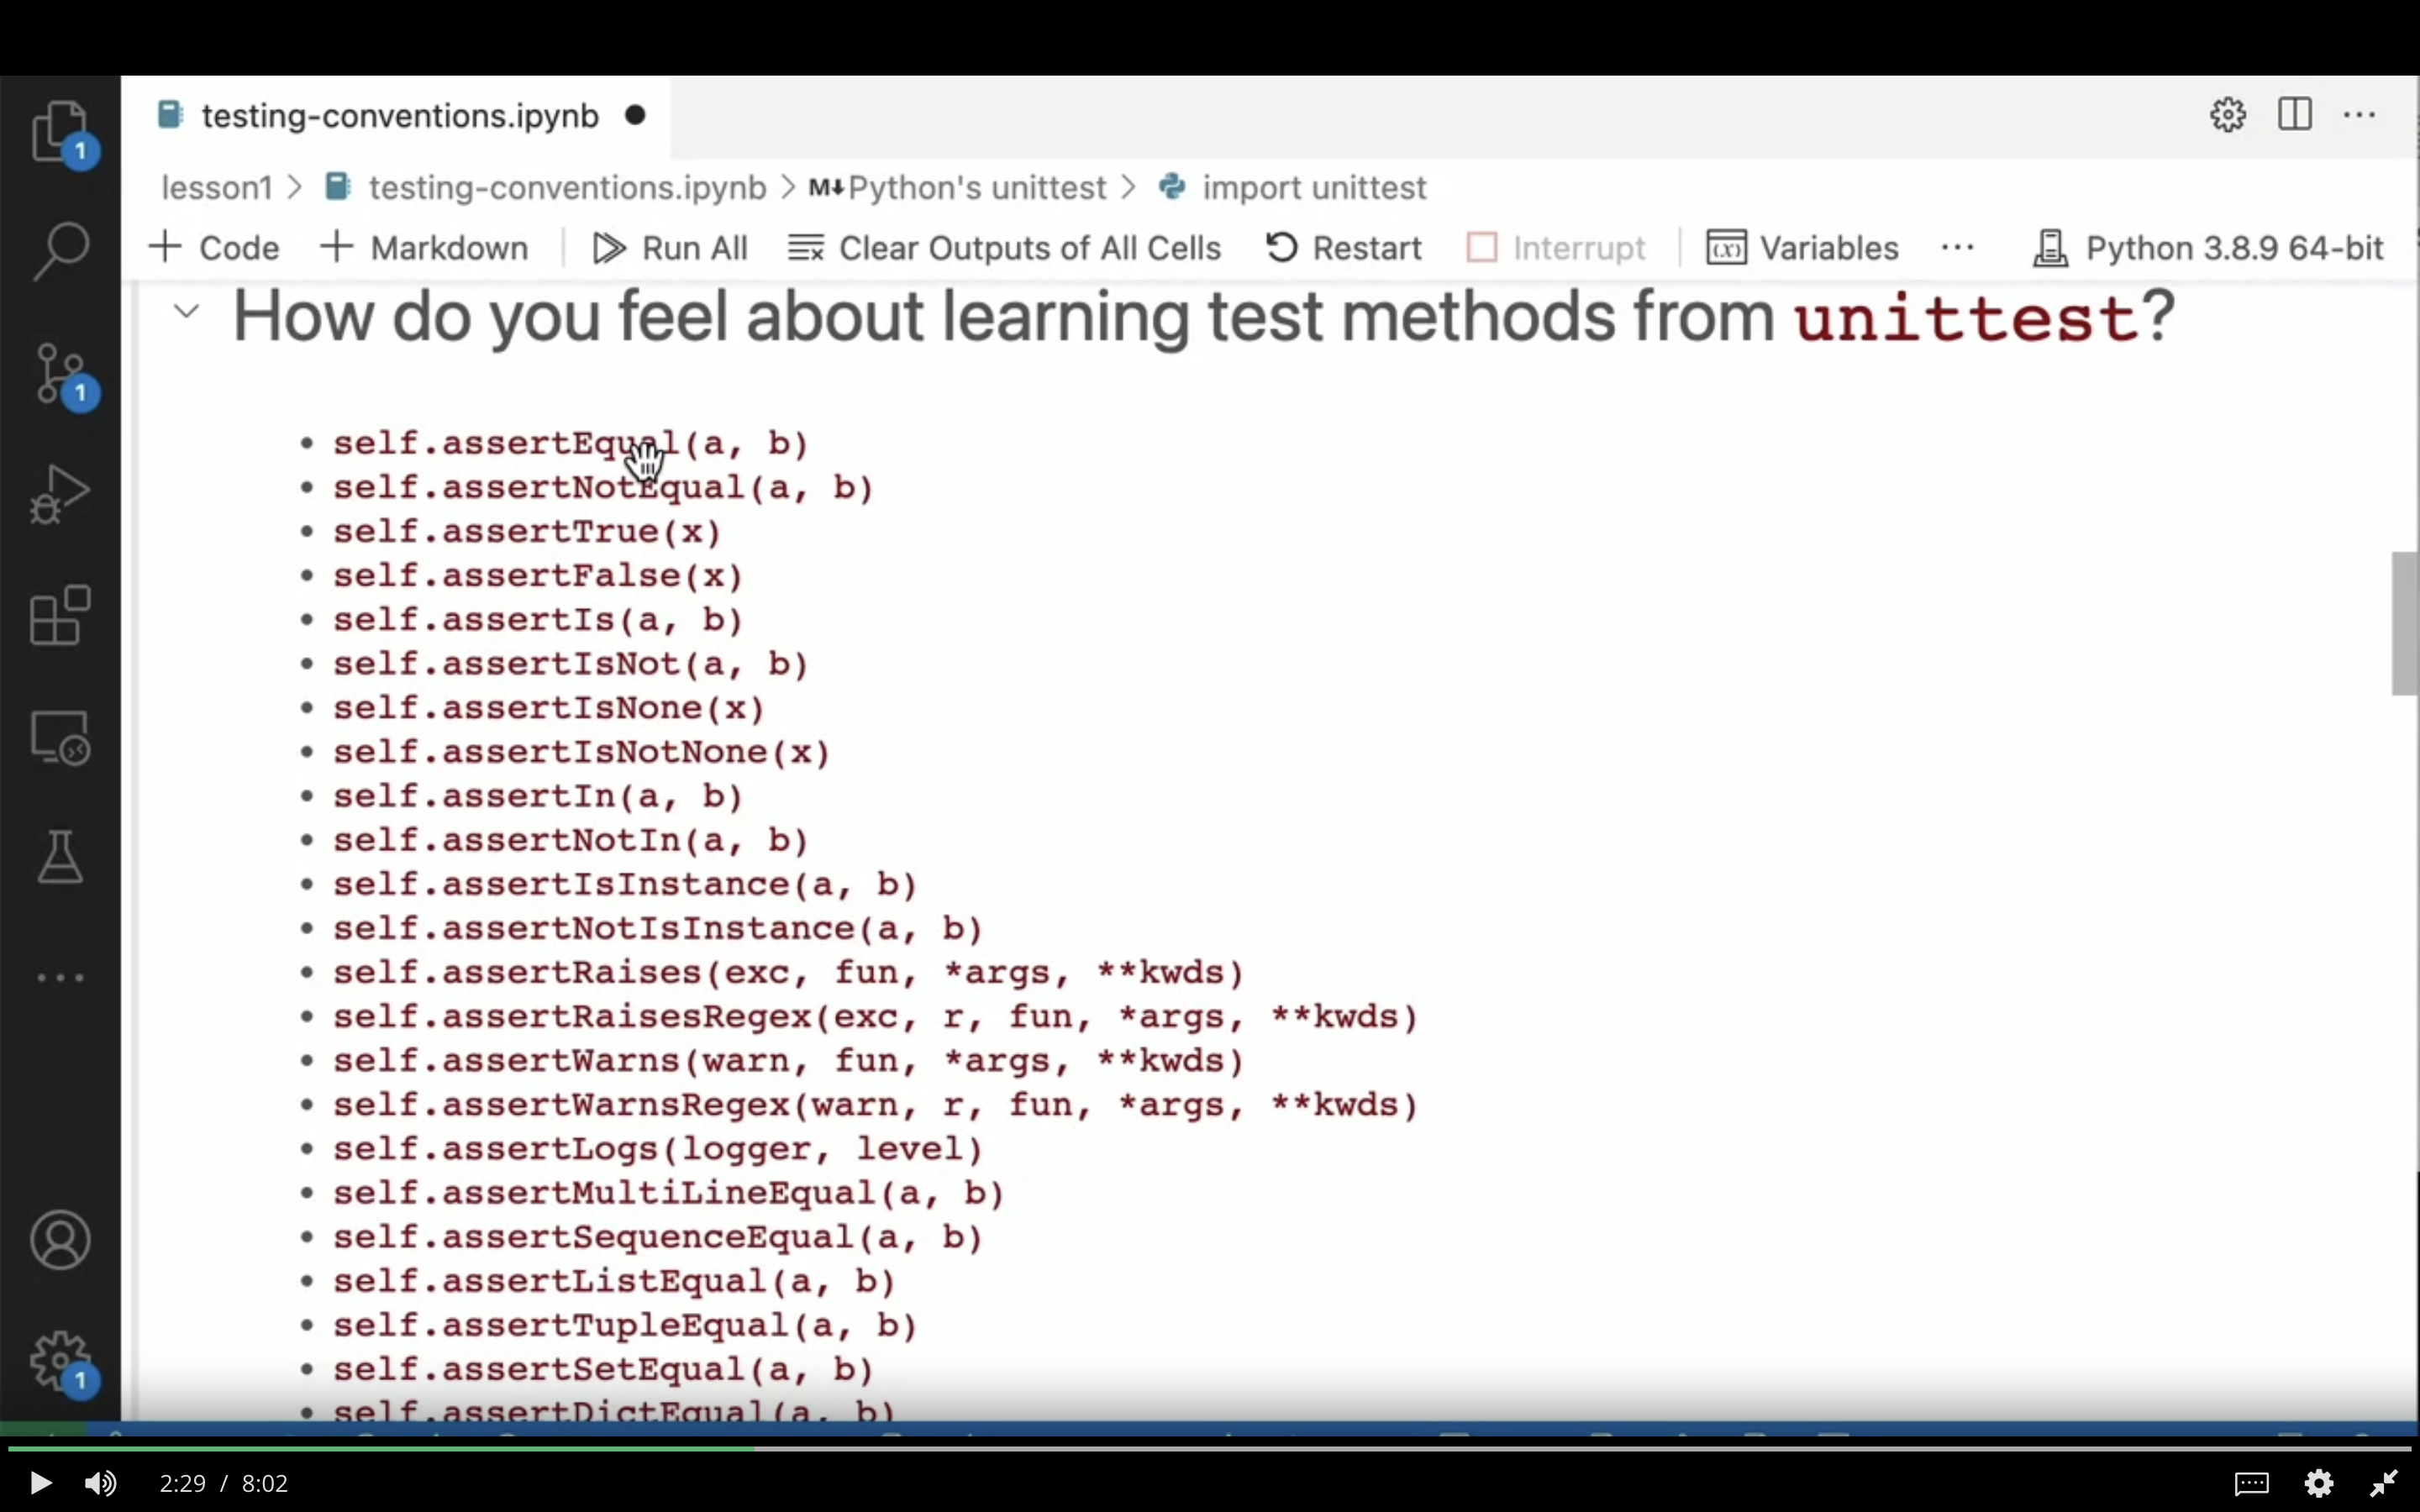 testing-conventions.ipynb
1
lesson1 > testing-conventions.ipynb > M↓ Python's unittest > import unittest
+ Code + Markdown Run All Clear Outputs of All Cells Restart Interrupt Variables ... Python 3.8.9 64-bit
How do you feel about learning test methods from unittest?
1
• self.assertEqual(a, b)
• self.assertNotEqual(a, b)
• self.assertTrue(x)
• self.assertFalse(x)
• self.assertIs(a, b)
• self.assertIsNot(a, b)
• self.assertIsNone(x)
• self.assertIsNotNone(x)
• self.assertIn(a, b)
• self.assertNotIn(a, b)
• self.assertIsInstance(a, b)
• self.assertNotIsInstance(a, b)
• self.assertRaises(exc, fun, *args, **kwds)
• self.assertRaisesRegex(exc, r, fun, *args, **kwds)
• self.assertWarns(warn, fun, *args, **kwds)
• self.assertWarnsRegex(warn, r, fun, *args, **kwds)
• self.assertLogs(logger, level)
• self.assertMultiLineEqual(a, b)
• self.assertSequenceEqual(a, b)
• self.assertListEqual(a, b)
• self.assertTupleEqual(a, b)
• self.assertSetEqual(a, b)
1
• self.assertDictEqual(a, b)
2:29 / 8:02